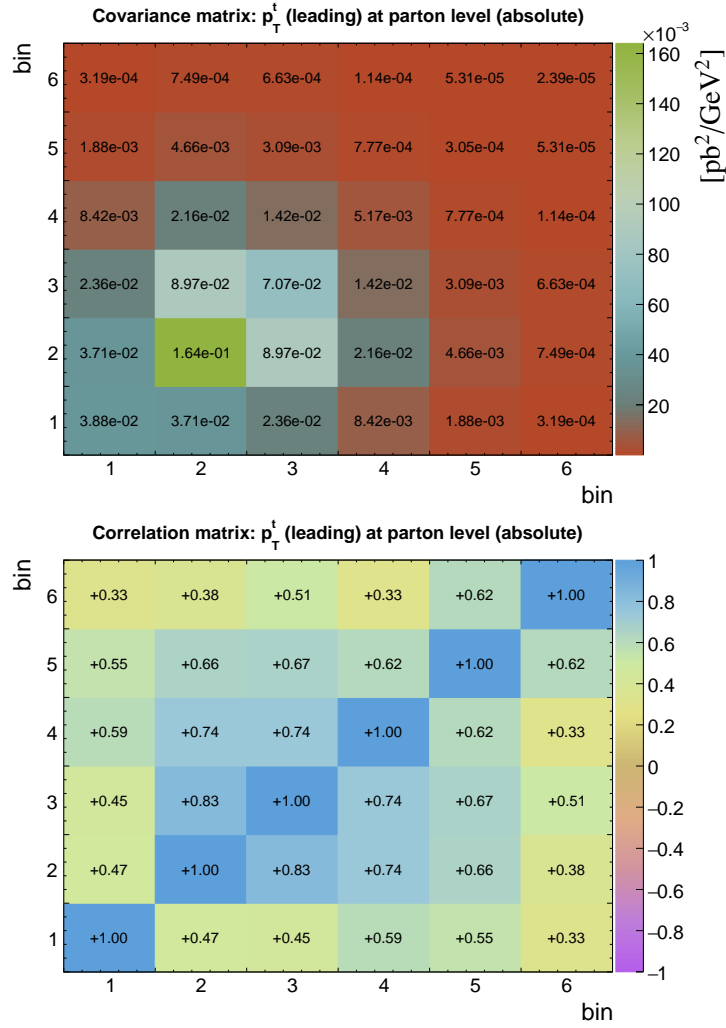 Covariance matrix: p_T^t (leading) at parton level (absolute)
bin
6 3.19e-04 7.49e-04 6.63e-04 1.14e-04 5.31e-05 2.39e-05
5 1.88e-03 4.66e-03 3.09e-03 7.77e-04 3.05e-04 5.31e-05
4 8.42e-03 2.16e-02 1.42e-02 5.17e-03 7.77e-04 1.14e-04
3 2.36e-02 8.97e-02 7.07e-02 1.42e-02 3.09e-03 6.63e-04
2 3.71e-02 1.64e-01 8.97e-02 2.16e-02 4.66e-03 7.49e-04
1 3.88e-02 3.71e-02 2.36e-02 8.42e-03 1.88e-03 3.19e-04
1 2 3 4 5 6
bin
×10⁻³
160
140
120
100
80
60
40
20
[pb²/GeV²]
Correlation matrix: p_T^t (leading) at parton level (absolute)
bin
6 +0.33 +0.38 +0.51 +0.33 +0.62 +1.00
5 +0.55 +0.66 +0.67 +0.62 +1.00 +0.62
4 +0.59 +0.74 +0.74 +1.00 +0.62 +0.33
3 +0.45 +0.83 +1.00 +0.74 +0.67 +0.51
2 +0.47 +1.00 +0.83 +0.74 +0.66 +0.38
1 +1.00 +0.47 +0.45 +0.59 +0.55 +0.33
1 2 3 4 5 6
bin
1
0.8
0.6
0.4
0.2
0
−0.2
−0.4
−0.6
−0.8
−1